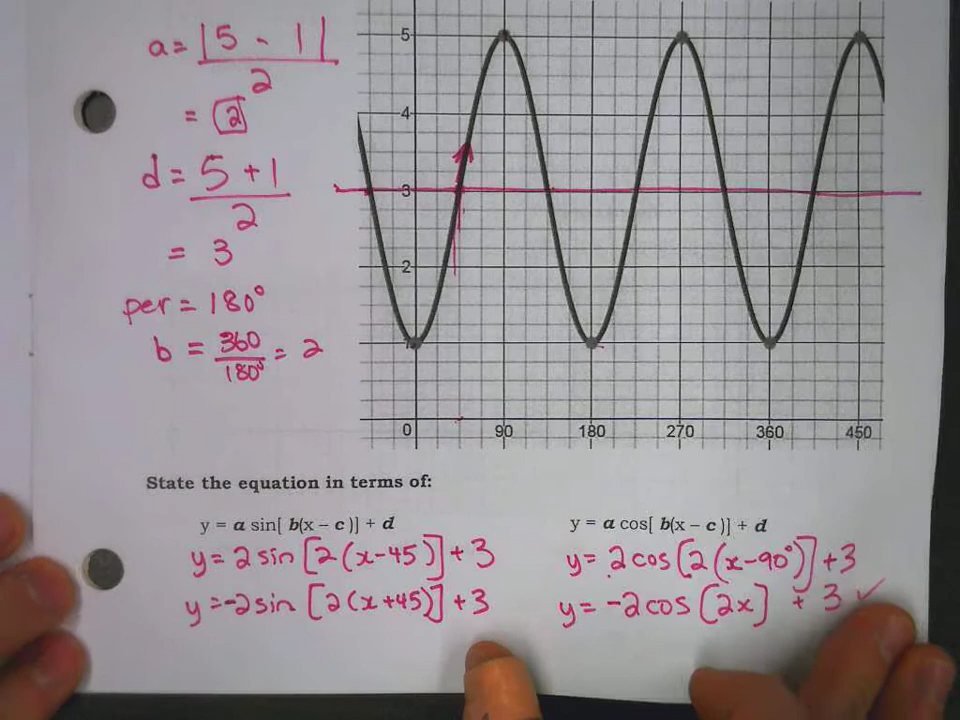 a = |5 - 1|
2
= 2
d = 5 + 1
2
= 3
per = 180°
b = 360 = 2
180°
5
4
3
2
0 90 180 270 360 450
State the equation in terms of:
y = a sin[ b(x – c )] + d
y = 2 sin [2 (x-45)] + 3
y = -2 sin [2(x+45)] + 3
y = a cos[ b(x – c )] + d
y = 2 cos [2(x-90°)] + 3
y = -2 cos [2x] + 3 ✓